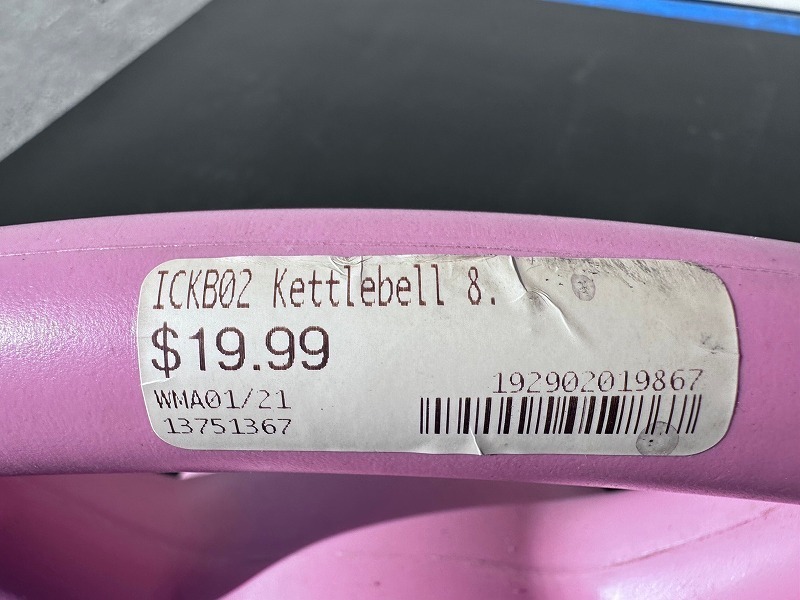 ICKB02 Kettlebell 8.
$19.99
192902019867
WMA01/21
13751367